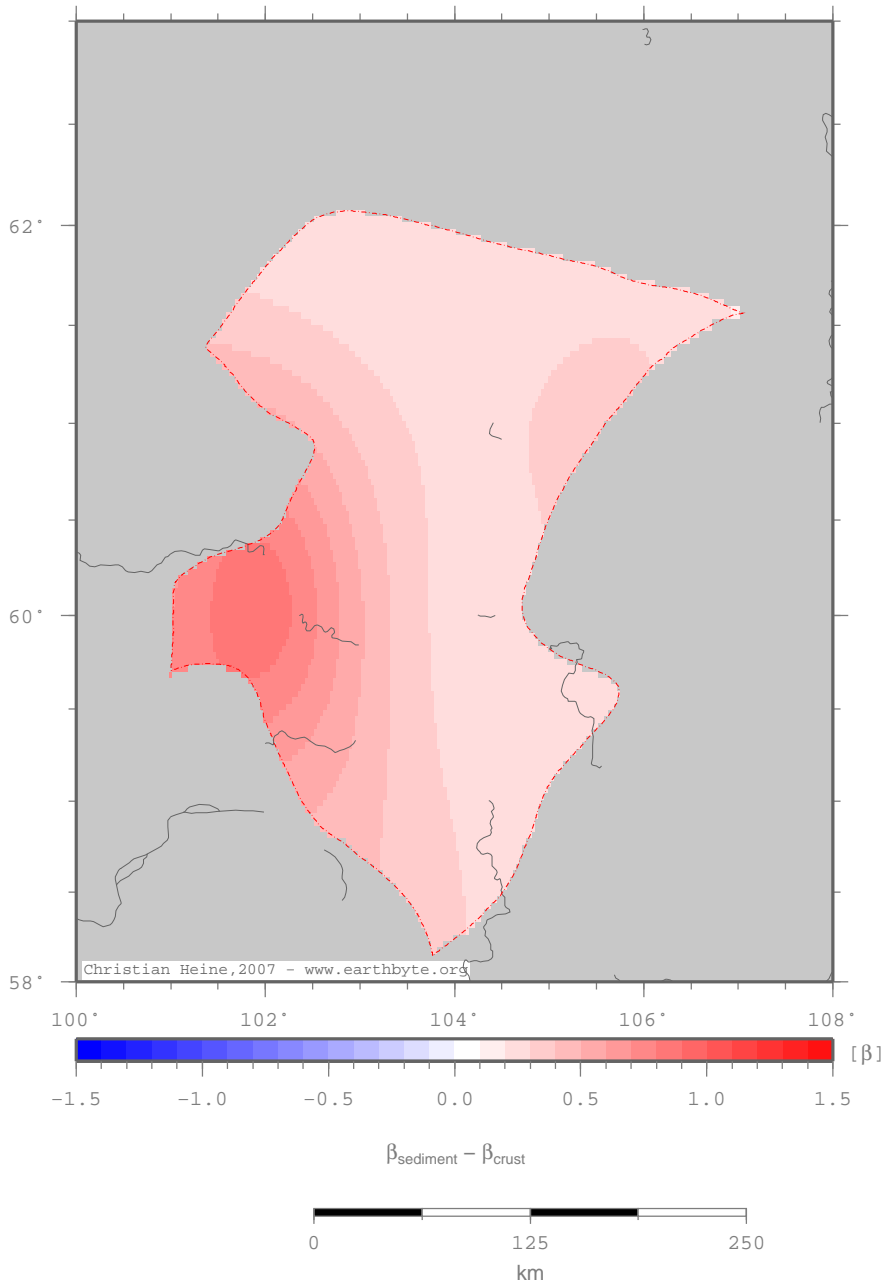 62°
60°
58°
Christian Heine,2007 - www.earthbyte.org
100° 102° 104° 106° 108°
[β]
-1.5 -1.0 -0.5 0.0 0.5 1.0 1.5
βsediment – βcrust
0 125 250
km